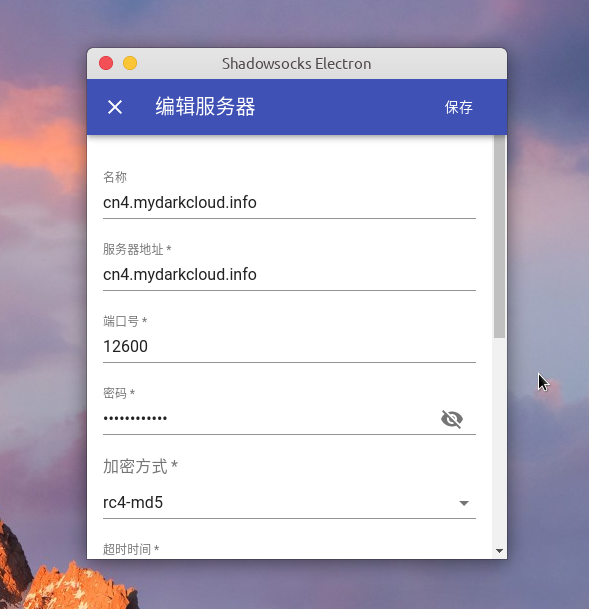 Shadowsocks Electron
编辑服务器
保存
名称
cn4.mydarkcloud.info
服务器地址 *
cn4.mydarkcloud.info
端口号 *
12600
密码 *
••••••••••••
加密方式 *
rc4-md5
超时时间 *